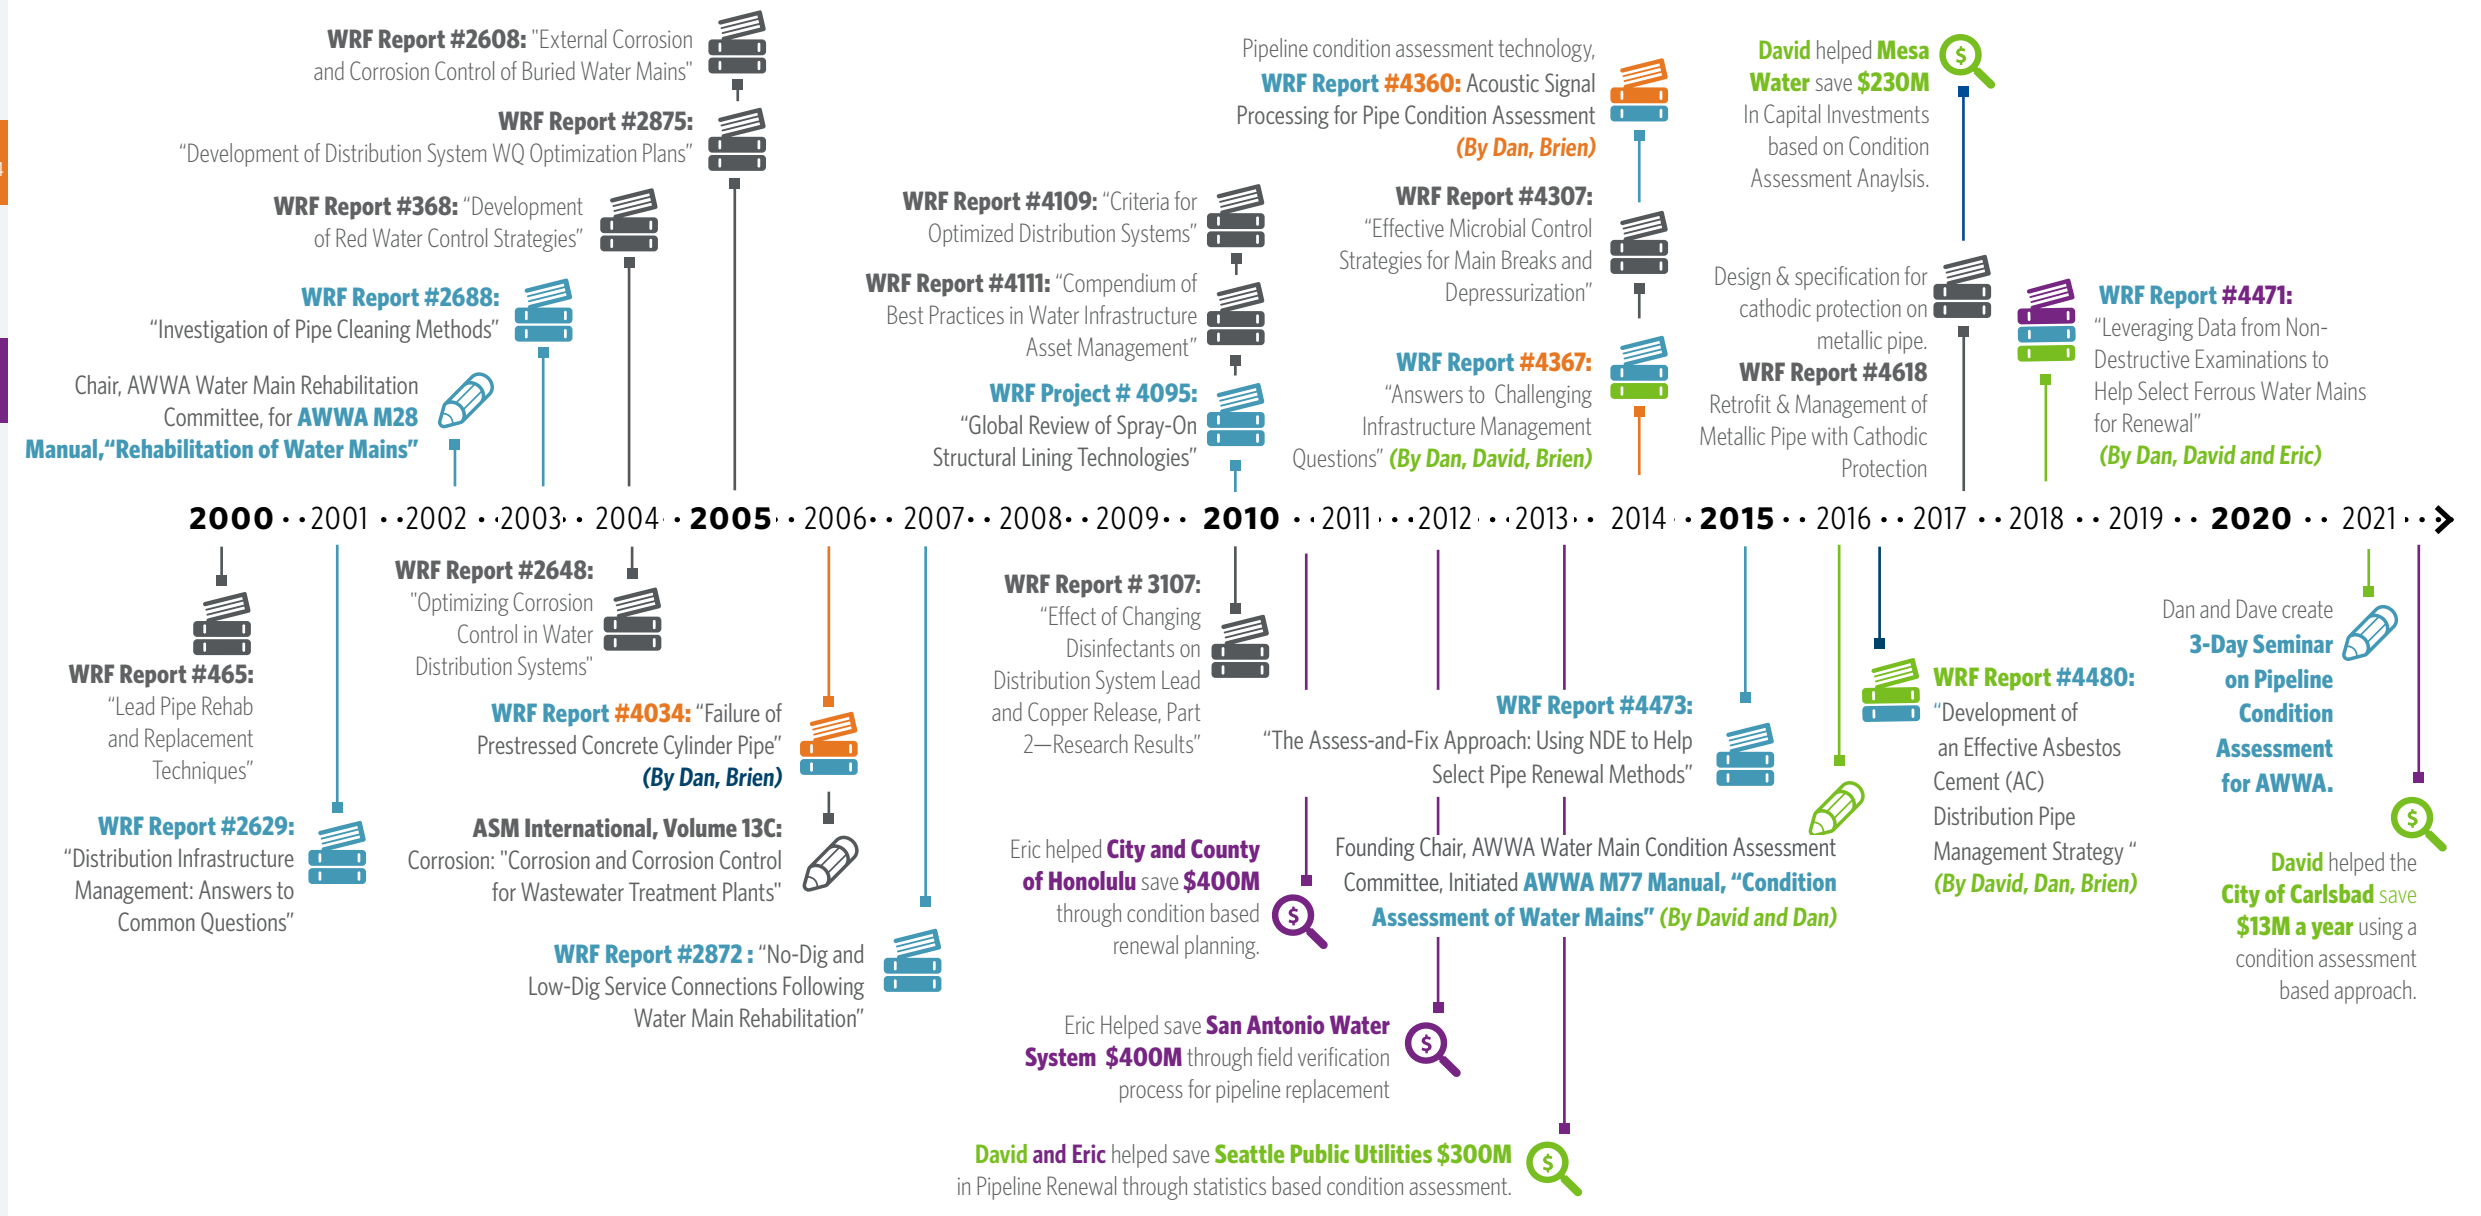 WRF Report #2608: "External Corrosion
and Corrosion Control of Buried Water Mains"
WRF Report #2875:
“Development of Distribution System WQ Optimization Plans”
WRF Report #368: “Development
of Red Water Control Strategies”
WRF Report #2688:
“Investigation of Pipe Cleaning Methods”
Chair, AWWA Water Main Rehabilitation
Committee, for AWWA M28
Manual,“Rehabilitation of Water Mains”
WRF Report #4109: “Criteria for
Optimized Distribution Systems”
WRF Report #4111: “Compendium of
Best Practices in Water Infrastructure
Asset Management”
WRF Project # 4095:
“Global Review of Spray-On
Structural Lining Technologies”
Pipeline condition assessment technology,
WRF Report #4360: Acoustic Signal
Processing for Pipe Condition Assessment
(By Dan, Brien)
WRF Report #4307:
“Effective Microbial Control
Strategies for Main Breaks and
Depressurization”
WRF Report #4367:
“Answers to Challenging
Infrastructure Management
Questions” (By Dan, David, Brien)
David helped Mesa
Water save $230M
In Capital Investments
based on Condition
Assessment Anaylsis.
Design & specification for
cathodic protection on
metallic pipe.
WRF Report #4618
Retrofit & Management of
Metallic Pipe with Cathodic
Protection
WRF Report #4471:
“Leveraging Data from Non-
Destructive Examinations to
Help Select Ferrous Water Mains
for Renewal”
(By Dan, David and Eric)
2000 ··2001 ··2002 ··2003·· 2004 ··2005·· 2006·· 2007·· 2008·· 2009·· 2010 ··2011···2012···2013·· 2014 ··2015·· 2016 ·· 2017 ··2018 ·· 2019 ·· 2020 ·· 2021···
WRF Report #465:
“Lead Pipe Rehab
and Replacement
Techniques”
WRF Report #2629:
“Distribution Infrastructure
Management: Answers to
Common Questions”
WRF Report #2648:
"Optimizing Corrosion
Control in Water
Distribution Systems"
WRF Report #4034: “Failure of
Prestressed Concrete Cylinder Pipe”
(By Dan, Brien)
ASM International, Volume 13C:
Corrosion: "Corrosion and Corrosion Control
for Wastewater Treatment Plants"
WRF Report #2872 : “No-Dig and
Low-Dig Service Connections Following
Water Main Rehabilitation”
WRF Report # 3107:
“Effect of Changing
Disinfectants on
Distribution System Lead
and Copper Release, Part
2—Research Results”
Eric helped City and County
of Honolulu save $400M
through condition based
renewal planning.
$
Eric Helped save San Antonio Water
System $400M through field verification
process for pipeline replacement
$
David and Eric helped save Seattle Public Utilities $300M
in Pipeline Renewal through statistics based condition assessment.
$
WRF Report #4473:
“The Assess-and-Fix Approach: Using NDE to Help
Select Pipe Renewal Methods”
Founding Chair, AWWA Water Main Condition Assessment
Committee, Initiated AWWA M77 Manual, “Condition
Assessment of Water Mains” (By David and Dan)
WRF Report #4480:
“Development of
an Effective Asbestos
Cement (AC)
Distribution Pipe
Management Strategy “
(By David, Dan, Brien)
Dan and Dave create
3-Day Seminar
on Pipeline
Condition
Assessment
for AWWA.
$
David helped the
City of Carlsbad save
$13M a year using a
condition assessment
based approach.
$